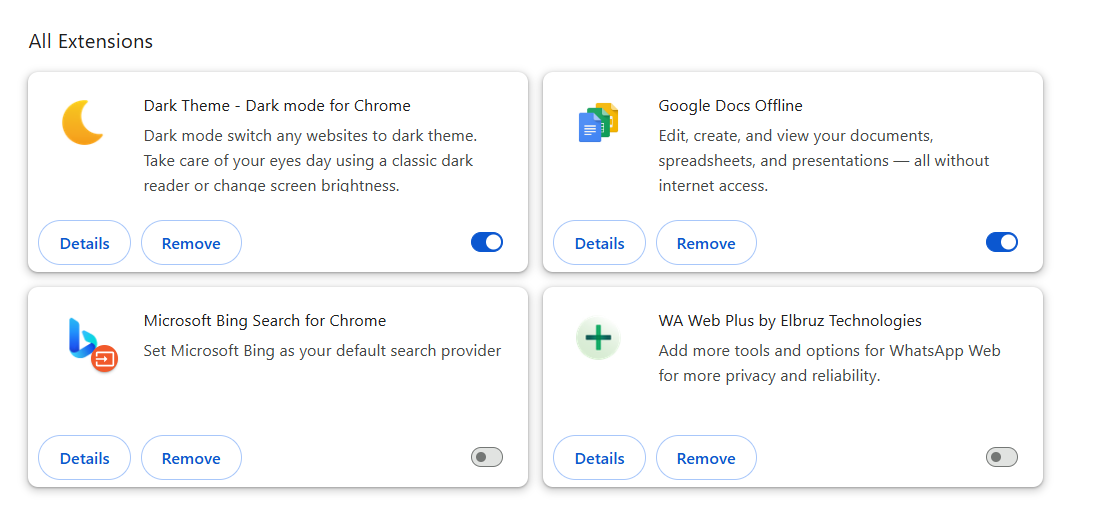 All Extensions
Dark Theme - Dark mode for Chrome
Dark mode switch any websites to dark theme.
Take care of your eyes day using a classic dark
reader or change screen brightness.
Details
Remove
Google Docs Offline
Edit, create, and view your documents,
spreadsheets, and presentations — all without
internet access.
Details
Remove
Microsoft Bing Search for Chrome
Set Microsoft Bing as your default search provider
Details
Remove
WA Web Plus by Elbruz Technologies
Add more tools and options for WhatsApp Web
for more privacy and reliability.
Details
Remove